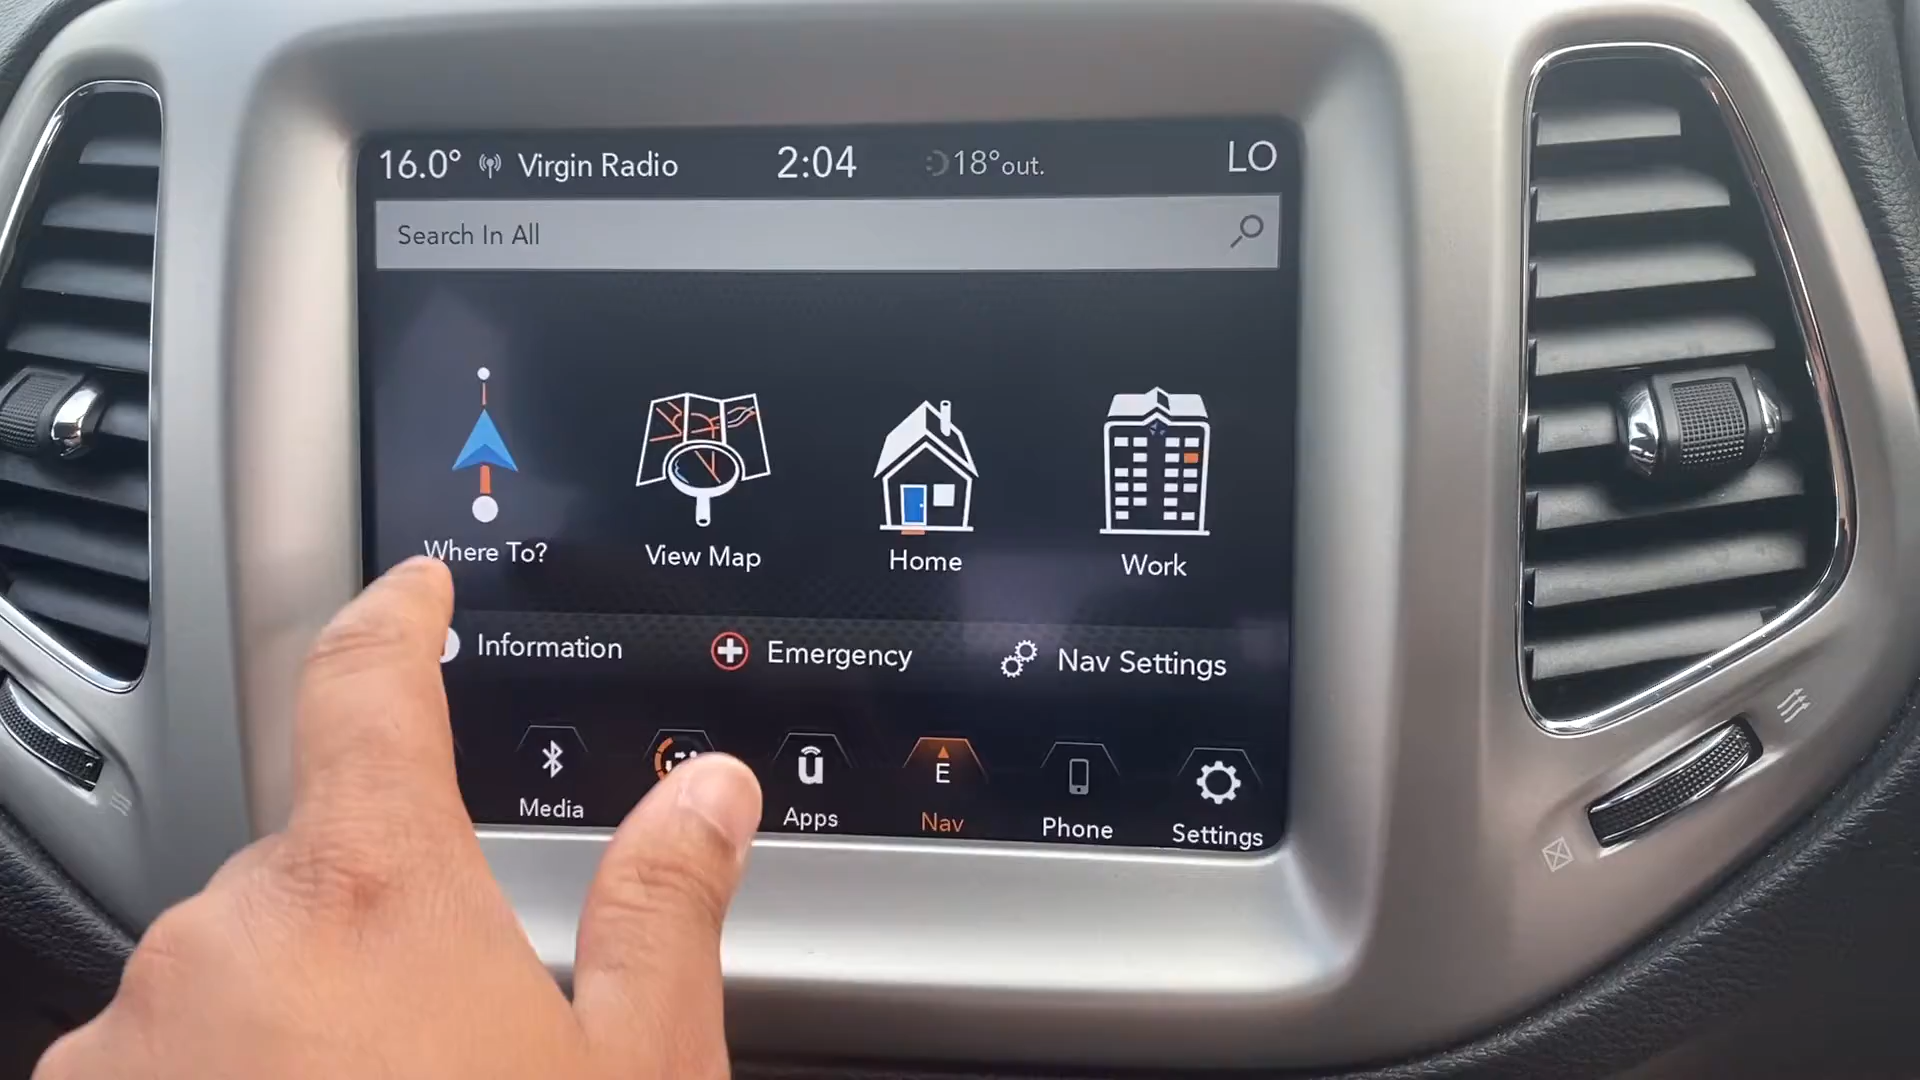 16.0° Virgin Radio 2:04 18°out. LO
Search In All
Where To? View Map Home Work
Information Emergency Nav Settings
E
Media Apps Nav Phone Settings